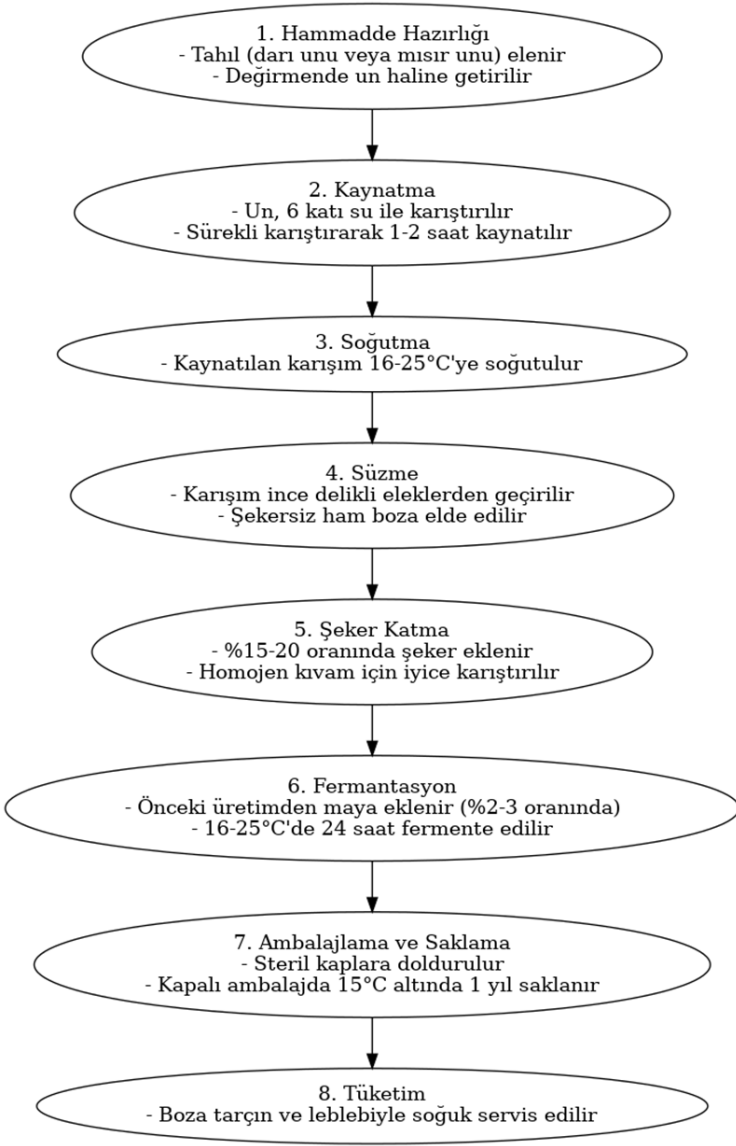 1. Hammadde Hazırlığı
- Tahıl (darı unu veya mısır unu) elenir
- Değirmende un haline getirilir
2. Kaynatma
- Un, 6 katı su ile karıştırılır
- Sürekli karıştırarak 1-2 saat kaynatılır
3. Soğutma
- Kaynatılan karışım 16-25°C'ye soğutulur
4. Süzme
- Karışım ince delikli eleklerden geçirilir
- Şekersiz ham boza elde edilir
5. Şeker Katma
- %15-20 oranında şeker eklenir
- Homojen kıvam için iyice karıştırılır
6. Fermantasyon
- Önceki üretimden maya eklenir (%2-3 oranında)
- 16-25°C'de 24 saat fermente edilir
7. Ambalajlama ve Saklama
- Steril kaplara doldurulur
- Kapalı ambalajda 15°C altında 1 yıl saklanır
8. Tüketim
- Boza tarçın ve leblebiyle soğuk servis edilir